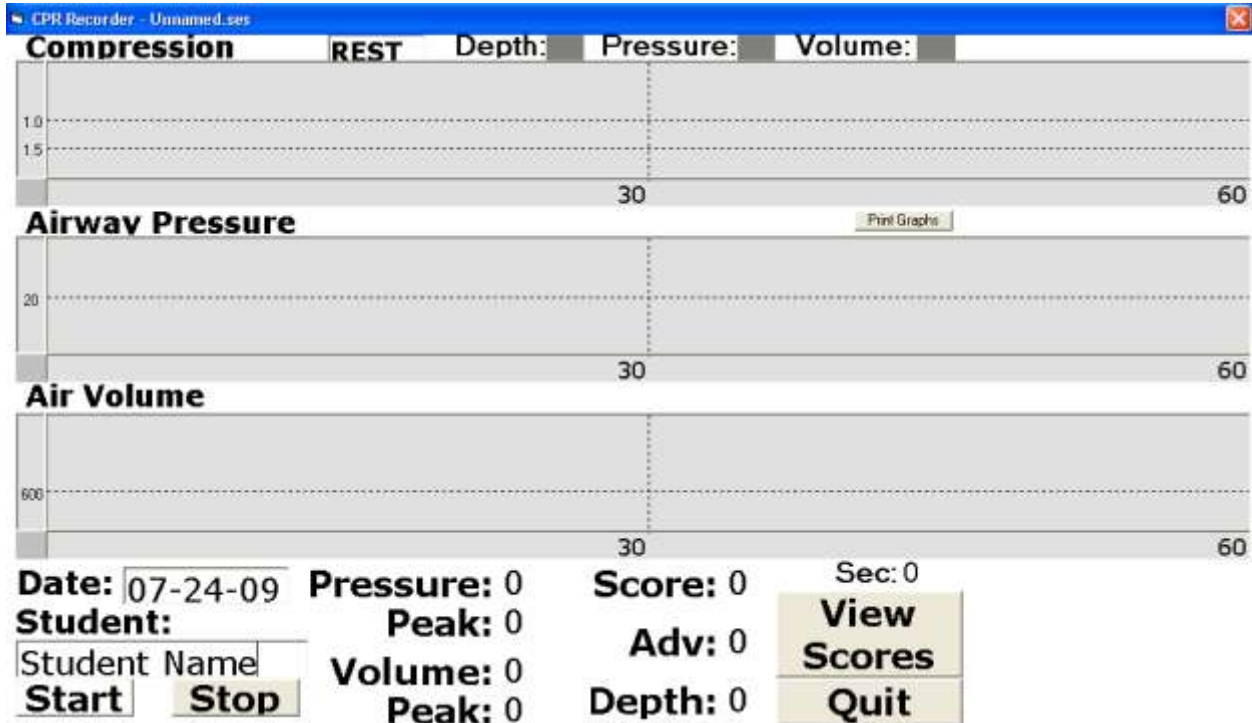 CPR Recorder - Unnamed.ses
Compression REST Depth: Pressure: Volume:
1.0
1.5
30 60
Airway Pressure Print Graphs
20
30 60
Air Volume
600
30 60
Date: 07-24-09 Pressure: 0 Score: 0 Sec: 0
Student: Peak: 0 Adv: 0 View Scores
Student Name Volume: 0
Start Stop Peak: 0 Depth: 0 Quit